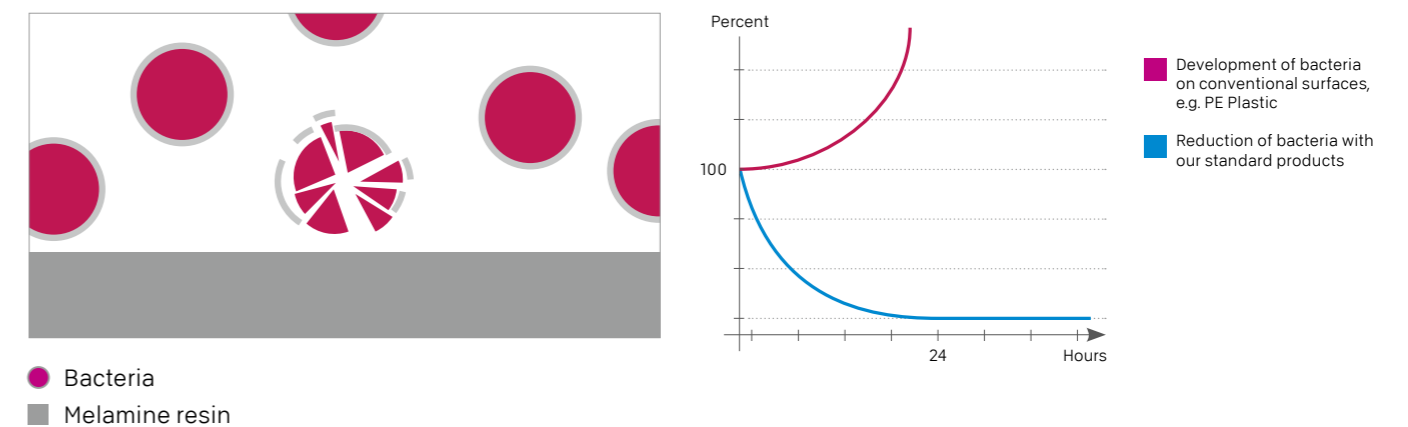 Bacteria
Melamine resin
Percent
100
24
Hours
Development of bacteria
on conventional surfaces,
e.g. PE Plastic
Reduction of bacteria with
our standard products